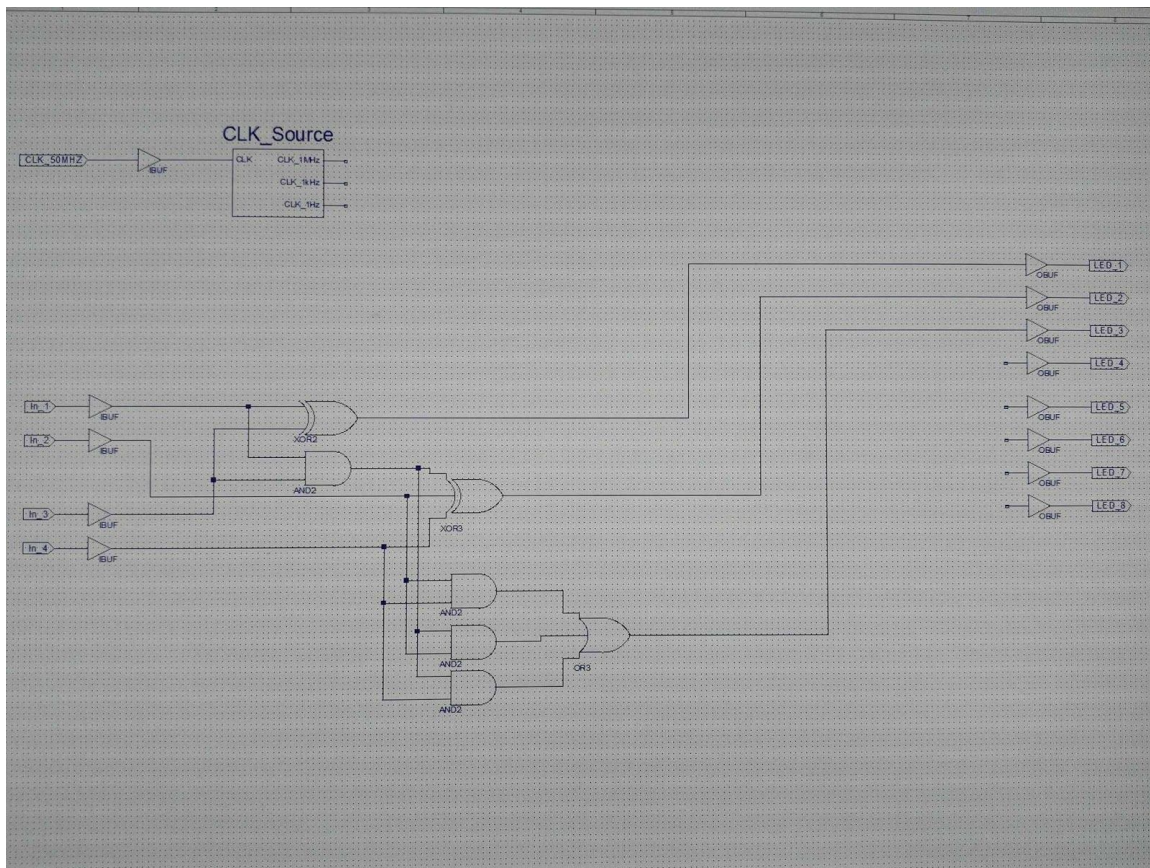 CLK_Source
CLK_50MHZ
IBUF
CLK CLK_1MHz
CLK_1kHz
CLK_1Hz
LED_1
OBUF
LED_2
OBUF
LED_3
OBUF
LED_4
OBUF
In_1
IBUF
XOR2
LED_5
OBUF
In_2
IBUF
LED_6
OBUF
AND2
LED_7
OBUF
In_3
IBUF
XOR3
LED_8
OBUF
In_4
IBUF
AND2
AND2
OR3
AND2